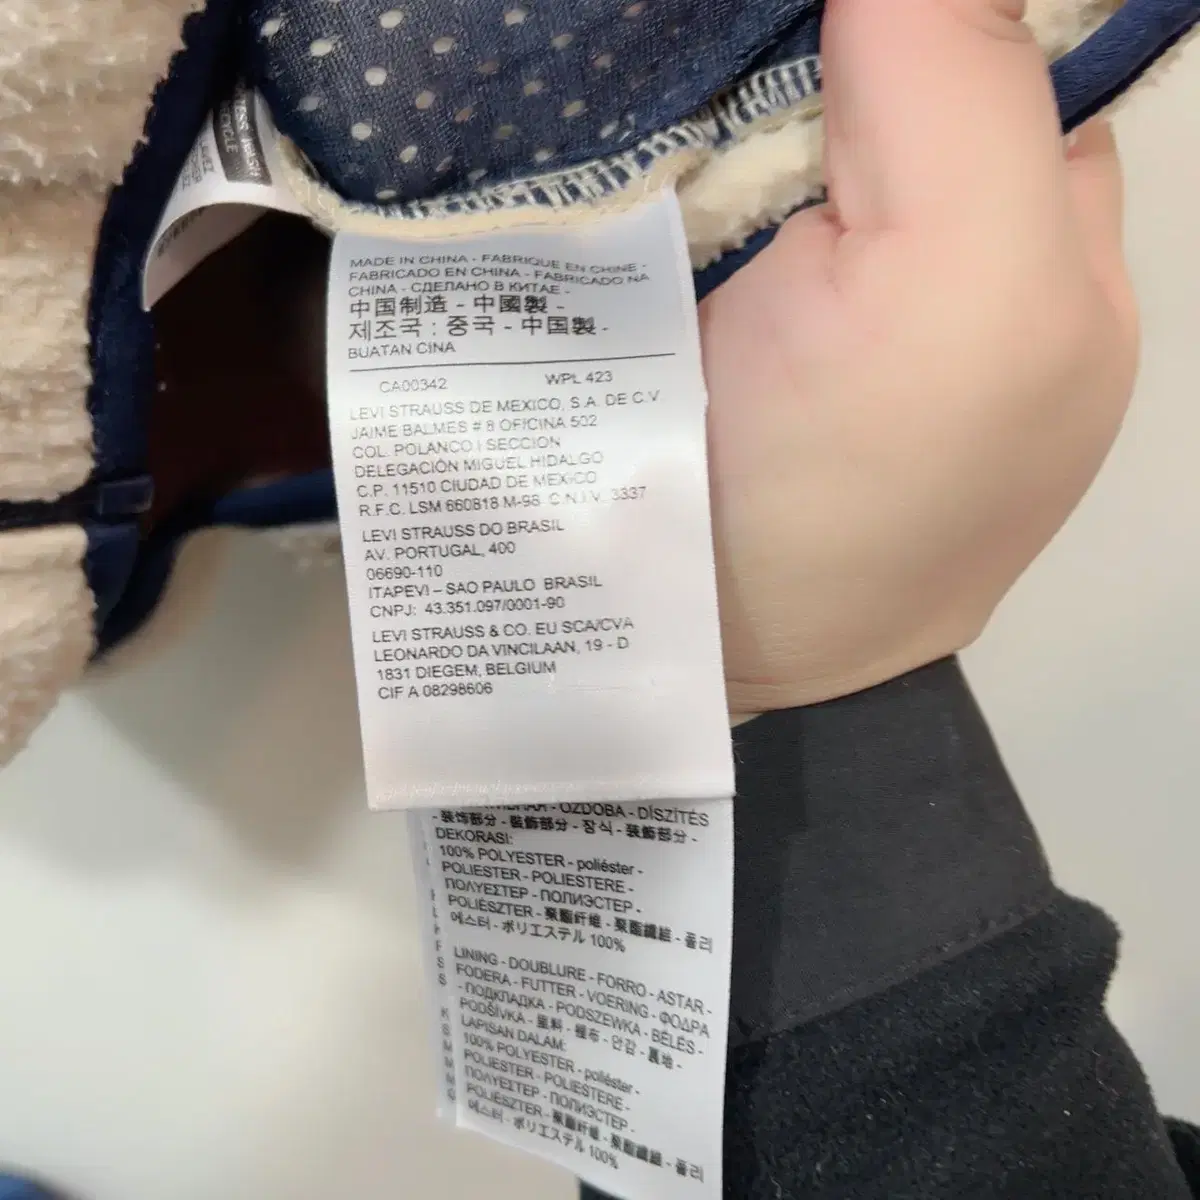 MADE IN CHINA - FABRIQUE EN CHINE -
FABRICADO EN CHINA - FABRICADO NA
CHINA - СДЕЛАНО В КИТАЕ -
中国制造 - 中國製 -
제조국 : 중국 - 中国製 -
BUATAN CINA
CA00342 WPL 423
LEVI STRAUSS DE MEXICO, S.A. DE C.V.
JAIME BALMES # 8 OFICINA 502
COL. POLANCO I SECCION
DELEGACIÓN MIGUEL HIDALGO
C.P. 11510 CIUDAD DE MEXICO
R.F.C. LSM 660818 M-98 C.N.I.V. 3337
LEVI STRAUSS DO BRASIL
AV. PORTUGAL, 400
06690-110
ITAPEVI – SAO PAULO BRASIL
CNPJ: 43.351.097/0001-90
LEVI STRAUSS & CO. EU SCA/CVA
LEONARDO DA VINCILAAN, 19 - D
1831 DIEGEM, BELGIUM
CIF A 08298606
- OZDOBA - DÍSZÍTÉS
- 装饰部分 - 裝飾部分 - 장식 - 装飾部分 -
DEKORASI:
100% POLYESTER - poliéster -
POLIESTER - POLIESTERE -
ΠΟΛΥΕΣΤΕΡ - ПОЛИЭСТЕР -
POLIÉSZTER - 聚酯纤维 - 聚酯纖維 - 폴리
에스터 - ポリエステル 100%
LINING - DOUBLURE - FORRO - ASTAR -
FODERA - FUTTER - VOERING - ΦΟΔΡΑ
- ПОДКЛАДКА - PODSZEWKA - BÉLÉS -
PODŠÍVKA - 里料 - 裡布 - 안감 - 裏地 -
LAPISAN DALAM:
100% POLYESTER - poliéster -
POLIESTER - POLIESTERE -
ΠΟΛΥΕΣΤΕΡ - ПОЛИЭСТЕР -
POLIÉSZTER - 聚酯纤维 - 聚酯纖維 - 폴리
에스터 - ポリエステル 100%